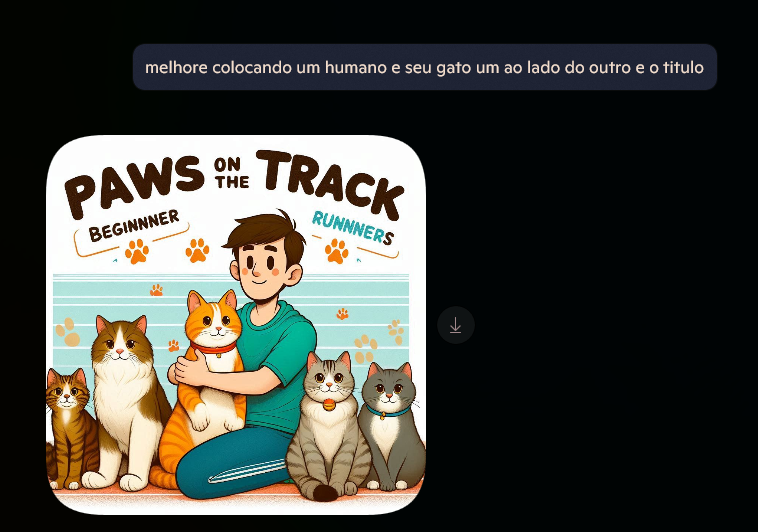 melhore colocando um humano e seu gato um ao lado do outro e o titulo
PAWS ON THE TRACK
BEGINNNER RUNNNERS